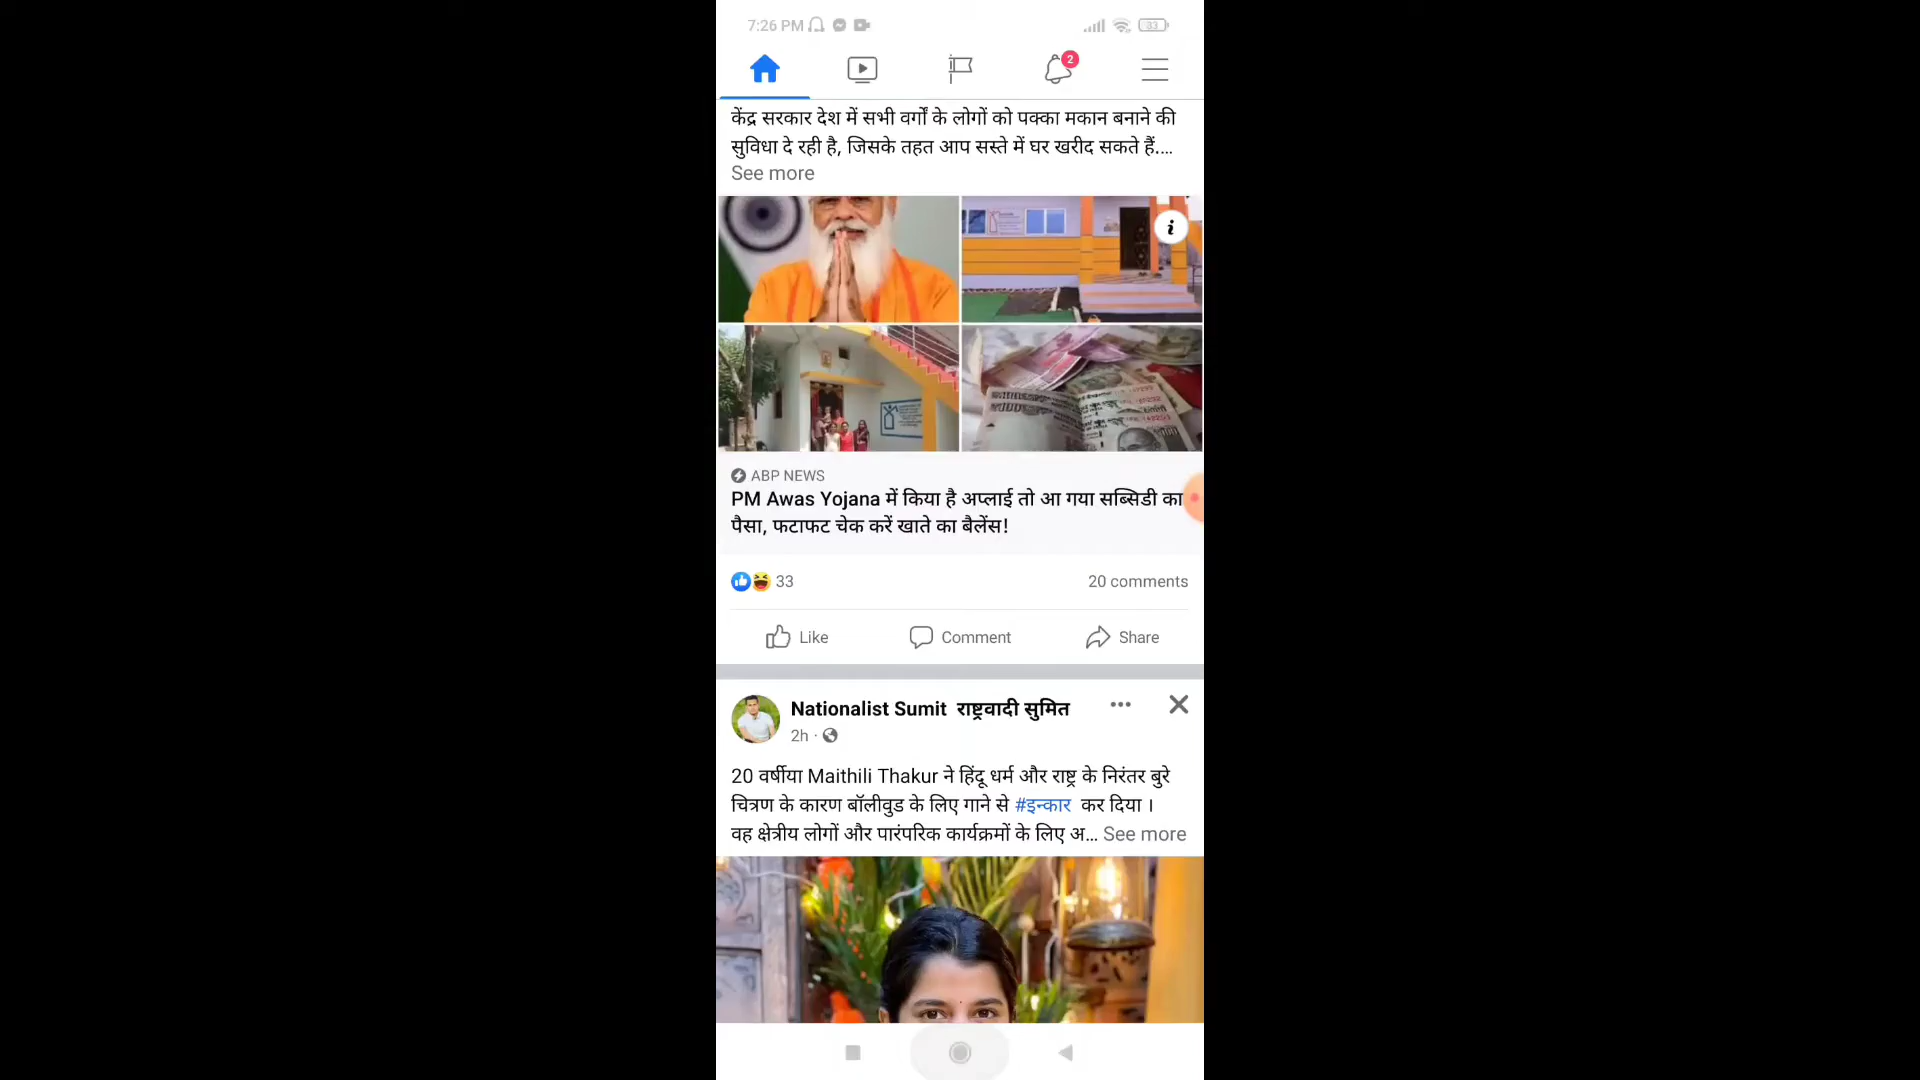 7:26 PM
33
2
केंद्र सरकार देश में सभी वर्गों के लोगों को पक्का मकान बनाने की
सुविधा दे रही है, जिसके तहत आप सस्ते में घर खरीद सकते हैं....
See more
ABP NEWS
PM Awas Yojana में किया है अप्लाई तो आ गया सब्सिडी का
पैसा, फटाफट चेक करें खाते का बैलेंस!
33
20 comments
Like
Comment
Share
Nationalist Sumit राष्ट्रवादी सुमित
2h
20 वर्षीया Maithili Thakur ने हिंदू धर्म और राष्ट्र के निरंतर बुरे
चित्रण के कारण बॉलीवुड के लिए गाने से #इन्कार कर दिया ।
वह क्षेत्रीय लोगों और पारंपरिक कार्यक्रमों के लिए अ... See more